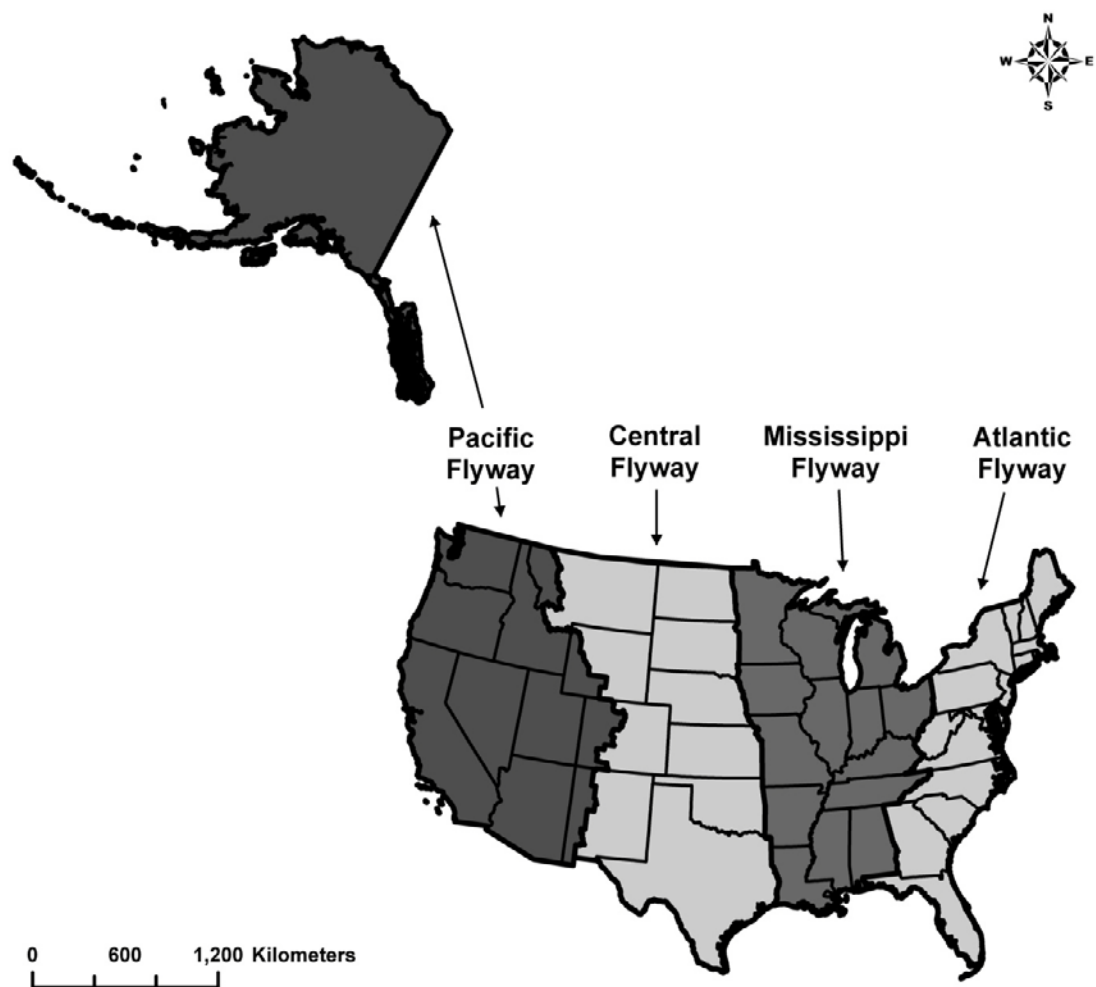 N
W E
S
Pacific
Flyway
Central
Flyway
Mississippi
Flyway
Atlantic
Flyway
0 600 1,200 Kilometers